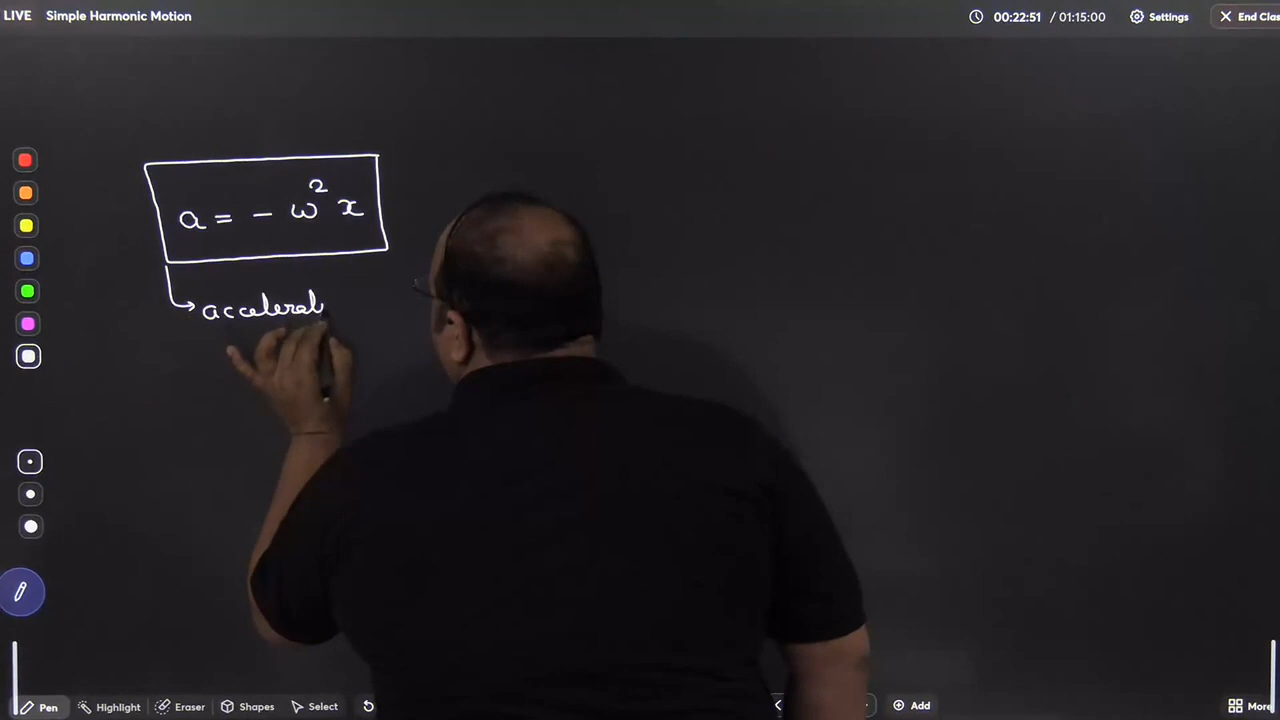 LIVE Simple Harmonic Motion 00:22:51 / 01:15:00 Settings End Clas
a = - ω² x
accelerat
Pen Highlight Eraser Shapes Select Add More